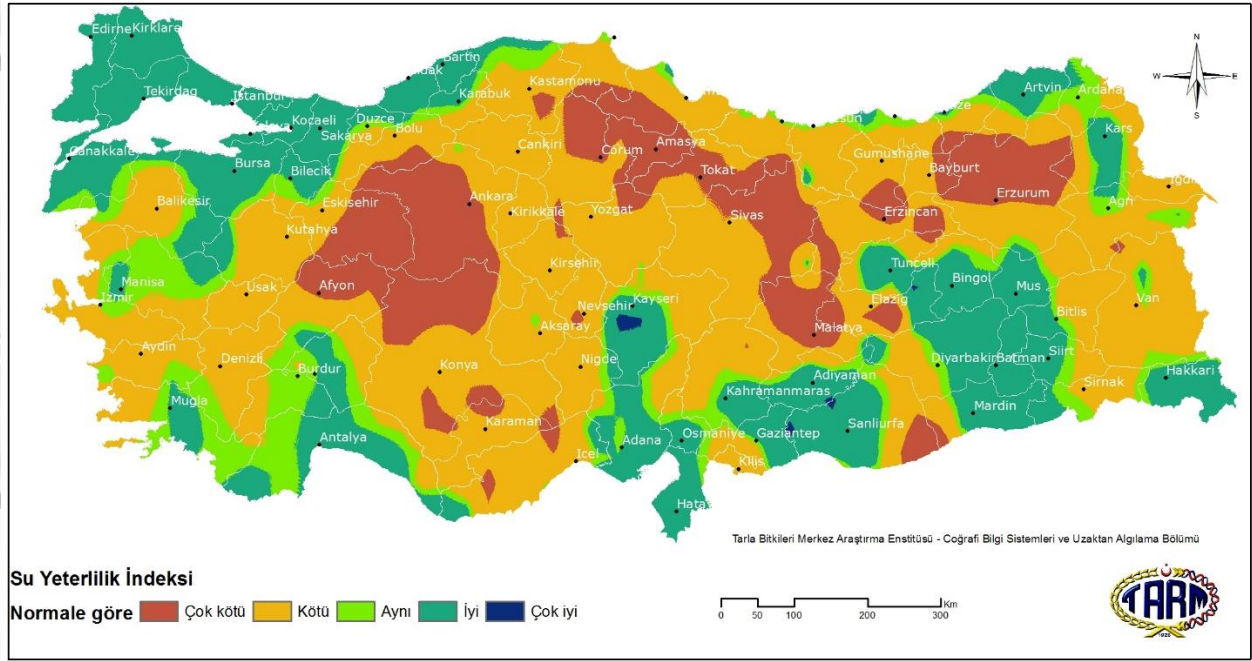 N
W E
S
Edirne Kirklare
Bartin
Tekirdag
Istanbul
Kastamonu
Karabuk
Artvin
Ardaha
Kocaeli
Sakarya
Duzce
Bolu
Kars
Canakkale
Bursa
Bilecik
Cankiri
Corum
Amasya
Tokat
Gumushane
Bayburt
Erzurum
Balikesir
Eskisehir
Ankara
Kirikkale
Yozgat
Sivas
Erzincan
Agri
Kutahya
Manisa
Izmir
Usak
Afyon
Kirsehir
Nevsehir
Kayseri
Tunceli
Bingol
Mus
Elazig
Bitlis
Van
Aksaray
Malatya
Aydin
Denizli
Burdur
Konya
Nigde
Diyarbakir
Batman
Siirt
Hakkari
Mugla
Karaman
Kahramanmaras
Adiyaman
Sirnak
Mardin
Antalya
Icel
Adana
Osmaniye
Gaziantep
Sanliurfa
Kilis
Hata
Tarla Bitkileri Merkez Araştırma Enstitüsü - Coğrafi Bilgi Sistemleri ve Uzaktan Algılama Bölümü
Su Yeterlilik İndeksi
Normale göre Çok kötü Kötü Aynı İyi Çok iyi
Km
0 50 100 200 300
TARM
1926